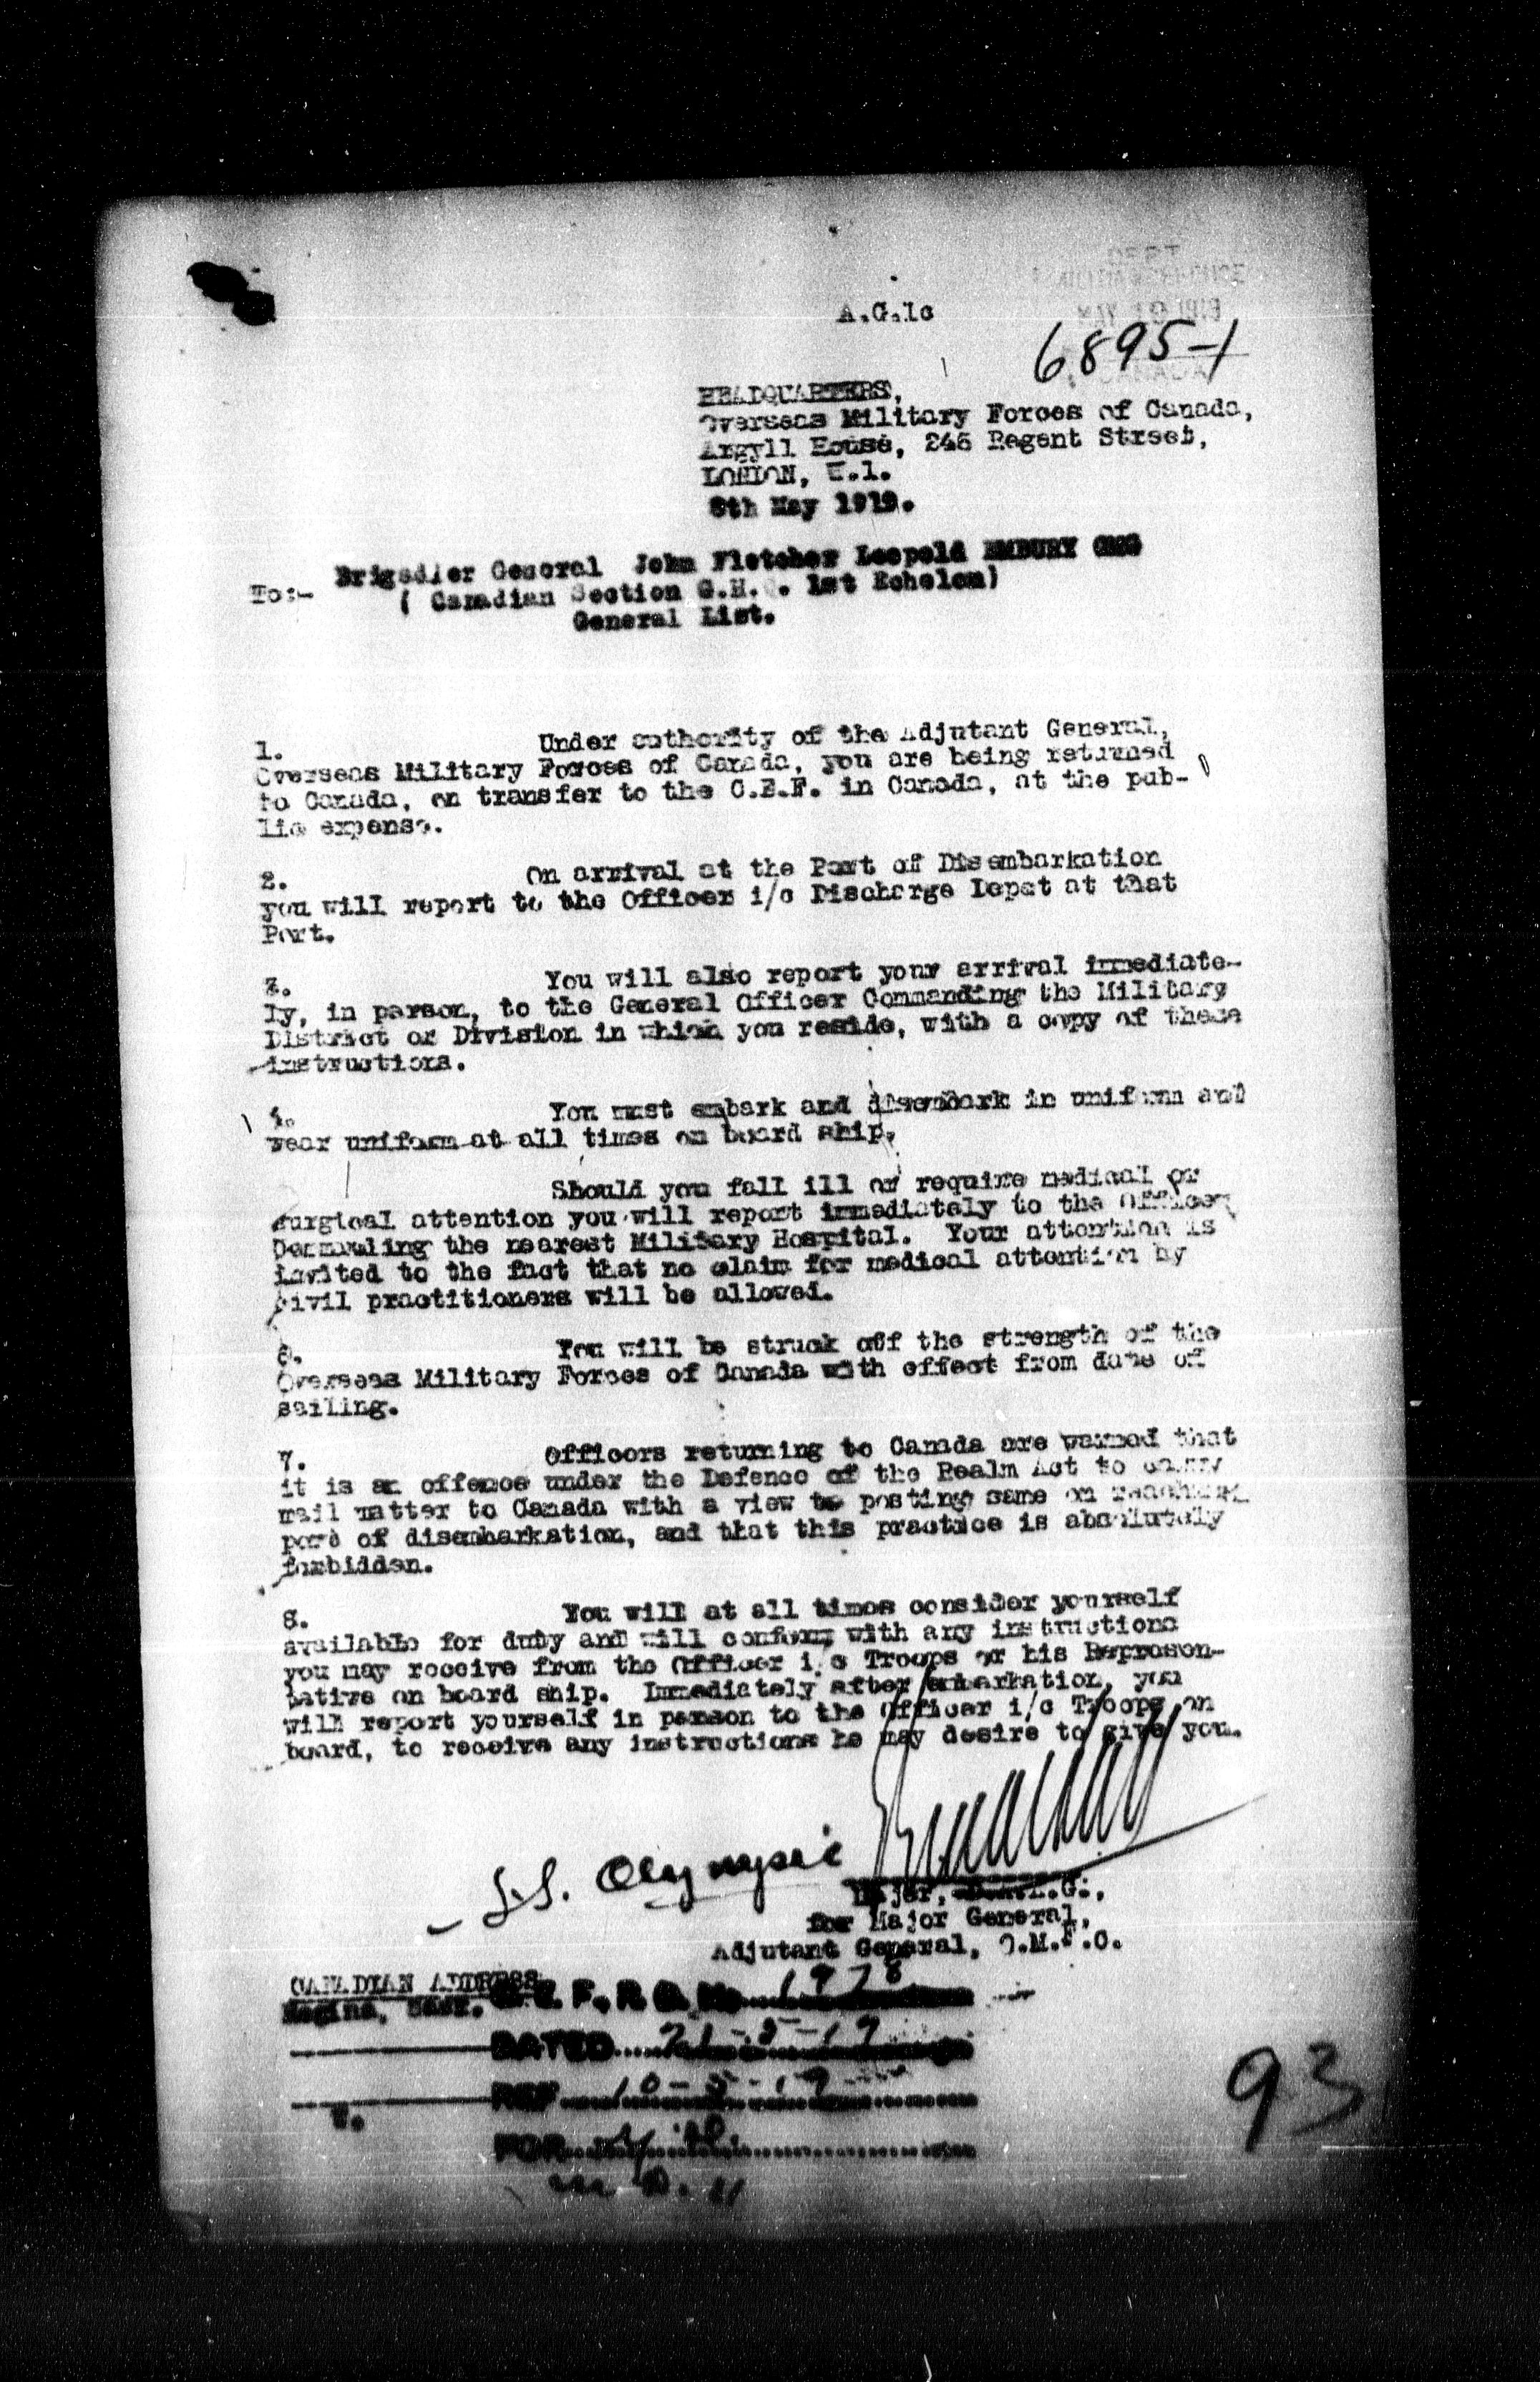 DEPT
MAY 19 1919
A.G.1c
6895-1
CANADA
HEADQUARTERS,
Overseas Military Forces of Canada,
Argyll House, 246 Regent Street,
LONDON, W.1.
8th May 1919.
To:- Brigadier General John Fletcher Leopold EMBURY CMG
( Canadian Section G.H.Q. 1st Echelon)
General List.
1. Under authority of the Adjutant General,
Overseas Military Forces of Canada, you are being returned
to Canada, on transfer to the C.E.F. in Canada, at the pub-
lic expense.
2. On arrival at the Port of Disembarkation
you will report to the Officer i/c Discharge Depot at that
Port.
3. You will also report your arrival immediate-
ly, in person, to the General Officer Commanding the Military
District or Division in which you reside, with a copy of these
instructions.
4. You must embark and disembark in uniform and
wear uniform at all times on board ship.
Should you fall ill or require medical or
surgical attention you will report immediately to the Officer
Commanding the nearest Military Hospital. Your attention is
invited to the fact that no claim for medical attention by
civil practitioners will be allowed.
6. You will be struck off the strength of the
Overseas Military Forces of Canada with effect from date of
sailing.
7. Officers returning to Canada are warned that
it is an offence under the Defence of the Realm Act to carry
mail matter to Canada with a view to posting same on reaching
port of disembarkation, and that this practice is absolutely
forbidden.
8. You will at all times consider yourself
available for duty and will conform with any instructions
you may receive from the Officer i/c Troops or his Represen-
tative on board ship. Immediately after embarkation, you
will report yourself in person to the Officer i/c Troops on
board, to receive any instructions he may desire to give you.
S.S. Olympic
Major,
for Major General,
Adjutant General, O.M.F.C.
CANADIAN ADDRESS
Regina, Sask.
C.E.F., R.O. No 1978
DATED 21-5-19
REF 10-5-19
FOR
M.D. 11
93